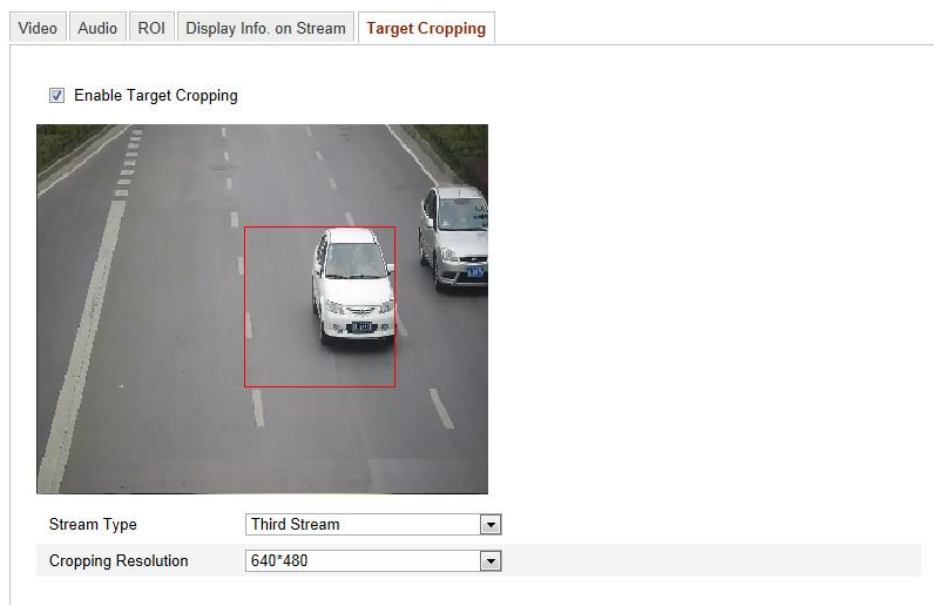 Video Audio ROI Display Info. on Stream Target Cropping
Enable Target Cropping
Stream Type Third Stream
Cropping Resolution 640*480